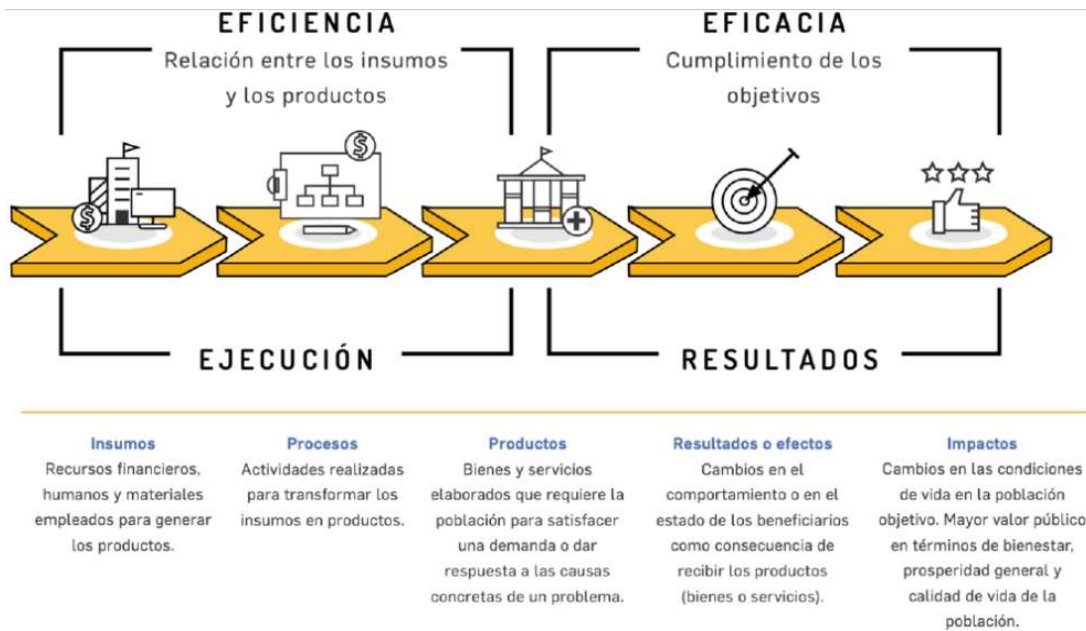 EFICIENCIA
Relación entre los insumos
y los productos
EFICACIA
Cumplimiento de los
objetivos
$
$
EJECUCIÓN
RESULTADOS
Insumos
Recursos financieros,
humanos y materiales
empleados para generar
los productos.
Procesos
Actividades realizadas
para transformar los
insumos en productos.
Productos
Bienes y servicios
elaborados que requiere la
población para satisfacer
una demanda o dar
respuesta a las causas
concretas de un problema.
Resultados o efectos
Cambios en el
comportamiento o en el
estado de los beneficiarios
como consecuencia de
recibir los productos
(bienes o servicios).
Impactos
Cambios en las condiciones
de vida en la población
objetivo. Mayor valor público
en términos de bienestar,
prosperidad general y
calidad de vida de la
población.